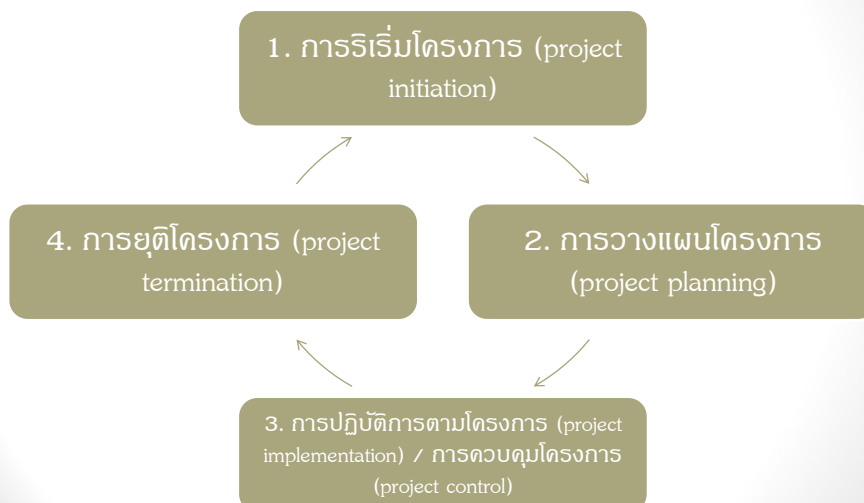 1. การริเริ่มโครงการ (project
initiation)
2. การวางแผนโครงการ
(project planning)
3. การปฏิบัติการตามโครงการ (project
implementation) / การควบคุมโครงการ
(project control)
4. การยุติโครงการ (project
termination)